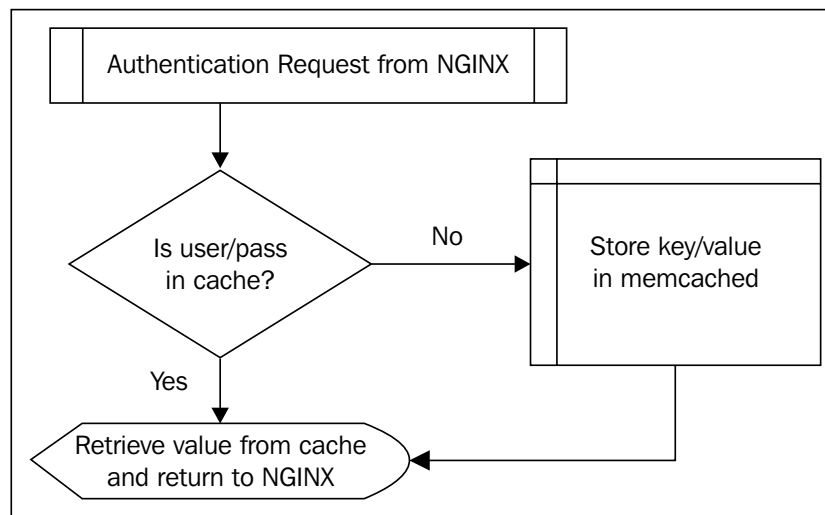 Authentication Request from NGINX
Is user/pass
in cache?
No
Store key/value
in memcached
Yes
Retrieve value from cache
and return to NGINX